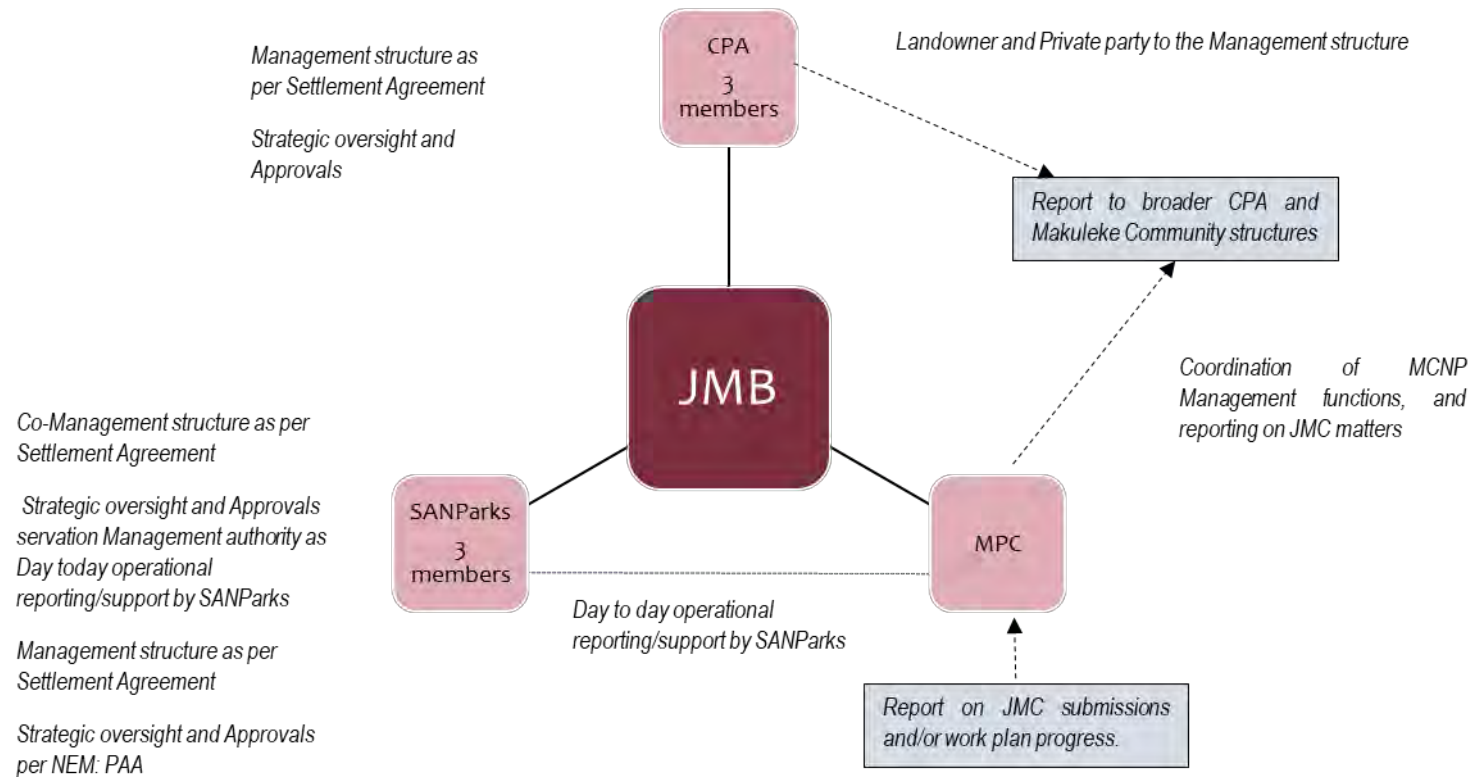 CPA
3
members
Management structure as
per Settlement Agreement
Strategic oversight and
Approvals
Landowner and Private party to the Management structure
Report to broader CPA and
Makuleke Community structures
JMB
Coordination of MCNP
Management functions, and
reporting on JMC matters
Co-Management structure as per
Settlement Agreement
Strategic oversight and Approvals
servation Management authority as
Day today operational
reporting/support by SANParks
Management structure as per
Settlement Agreement
Strategic oversight and Approvals
per NEM: PAA
SANParks
3
members
MPC
Day to day operational
reporting/support by SANParks
Report on JMC submissions
and/or work plan progress.